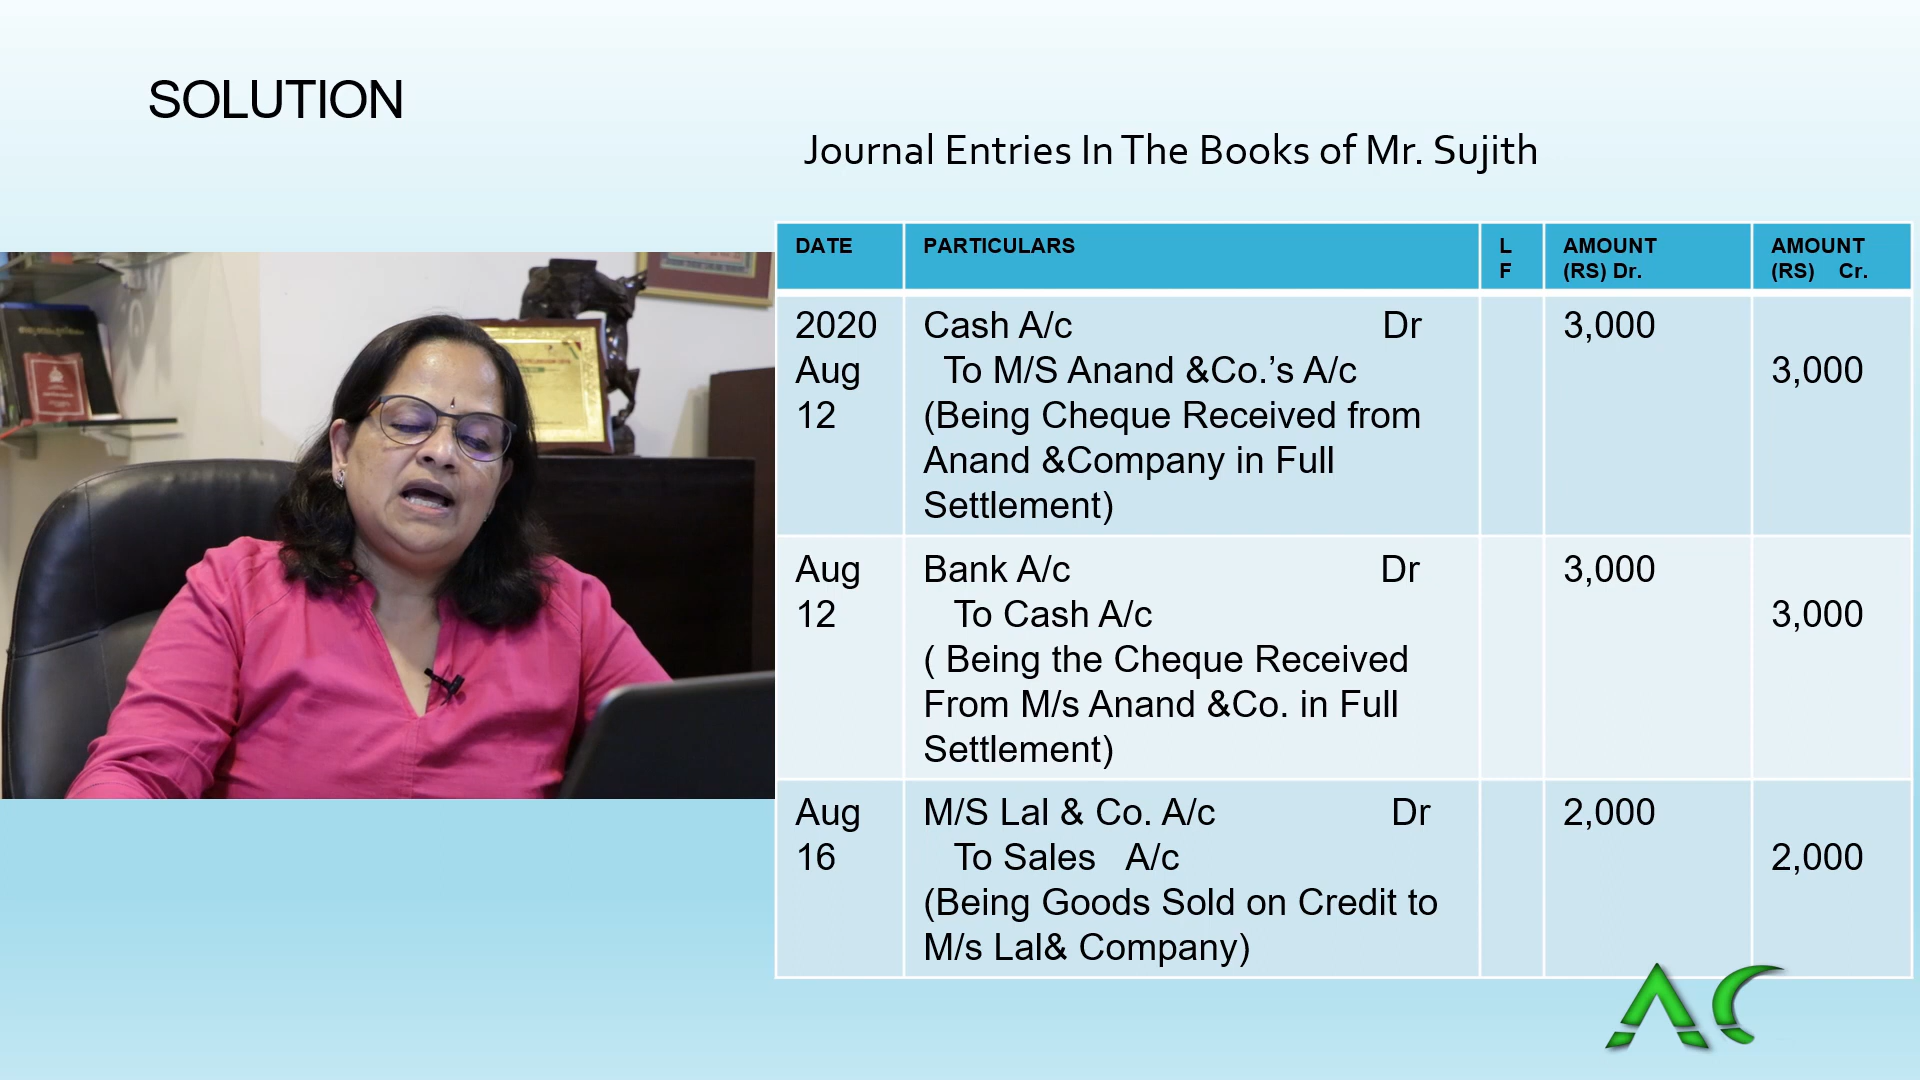 SOLUTION
Journal Entries In The Books of Mr. Sujith
DATE PARTICULARS L F AMOUNT (RS) Dr. AMOUNT (RS) Cr.
2020 Cash A/c Dr 3,000
Aug To M/S Anand &Co.’s A/c 3,000
12 (Being Cheque Received from
Anand &Company in Full
Settlement)
Aug Bank A/c Dr 3,000
12 To Cash A/c 3,000
( Being the Cheque Received
From M/s Anand &Co. in Full
Settlement)
Aug M/S Lal & Co. A/c Dr 2,000
16 To Sales A/c 2,000
(Being Goods Sold on Credit to
M/s Lal& Company)
AC